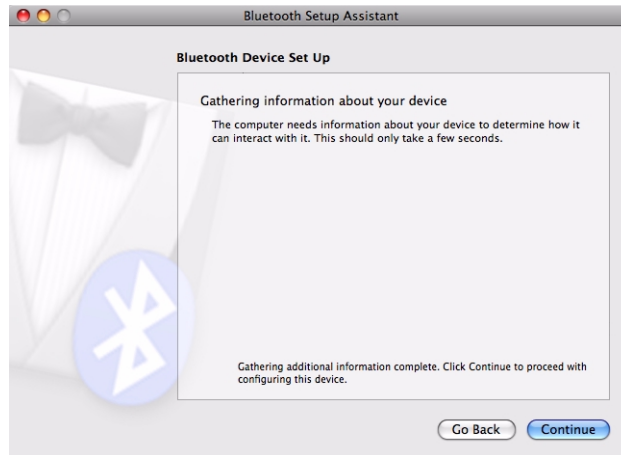 Bluetooth Setup Assistant
Bluetooth Device Set Up
Gathering information about your device
The computer needs information about your device to determine how it
can interact with it. This should only take a few seconds.
Gathering additional information complete. Click Continue to proceed with
configuring this device.
Go Back
Continue